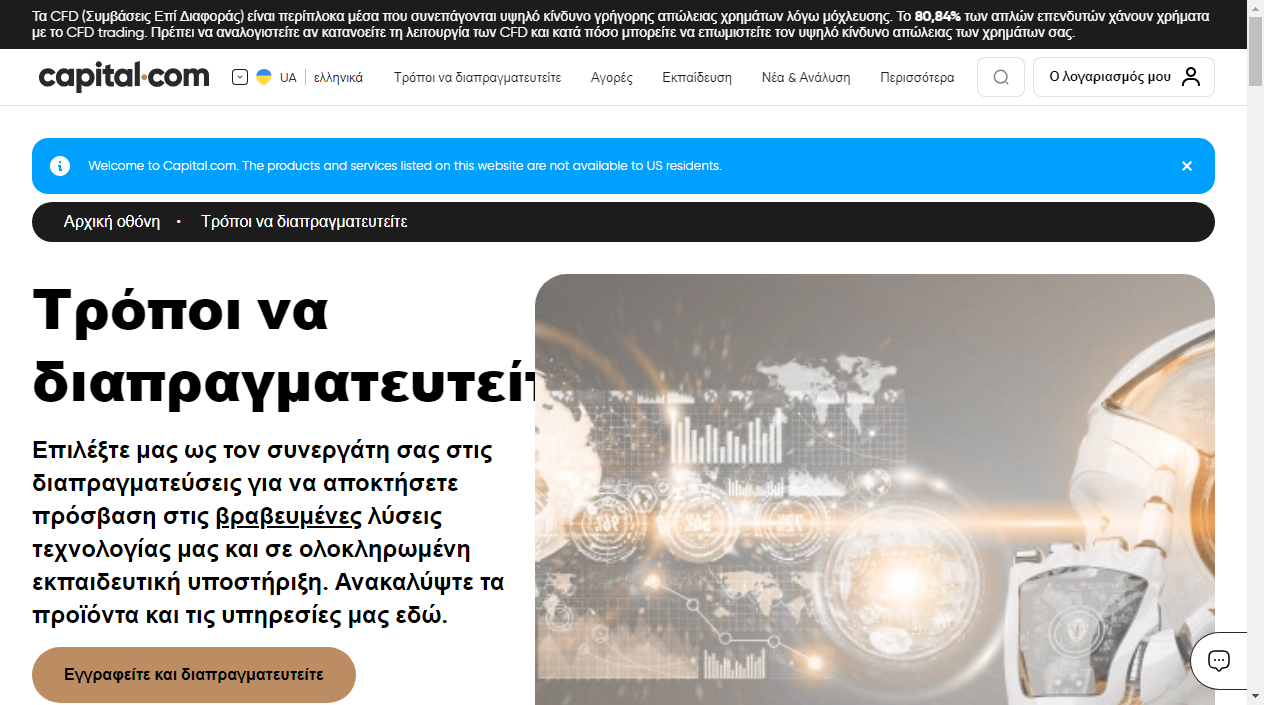 Τα CFD (Συμβάσεις Επί Διαφοράς) είναι περίπλοκα μέσα που συνεπάγονται υψηλό κίνδυνο γρήγορης απώλειας χρημάτων λόγω μόχλευσης. Το 80,84% των απλών επενδυτών χάνουν χρήματα
με το CFD trading. Πρέπει να αναλογιστείτε αν κατανοείτε τη λειτουργία των CFD και κατά πόσο μπορείτε να επωμιστείτε τον υψηλό κίνδυνο απώλειας των χρημάτων σας.
capital.com UA ελληνικά Τρόποι να διαπραγματευτείτε Αγορές Εκπαίδευση Νέα & Ανάλυση Περισσότερα Ο λογαριασμός μου
Welcome to Capital.com. The products and services listed on this website are not available to US residents.
Αρχική οθόνη • Τρόποι να διαπραγματευτείτε
Τρόποι να
διαπραγματευτείτ
Επιλέξτε μας ως τον συνεργάτη σας στις
διαπραγματεύσεις για να αποκτήσετε
πρόσβαση στις βραβευμένες λύσεις
τεχνολογίας μας και σε ολοκληρωμένη
εκπαιδευτική υποστήριξη. Ανακαλύψτε τα
προϊόντα και τις υπηρεσίες μας εδώ.
Εγγραφείτε και διαπραγματευτείτε